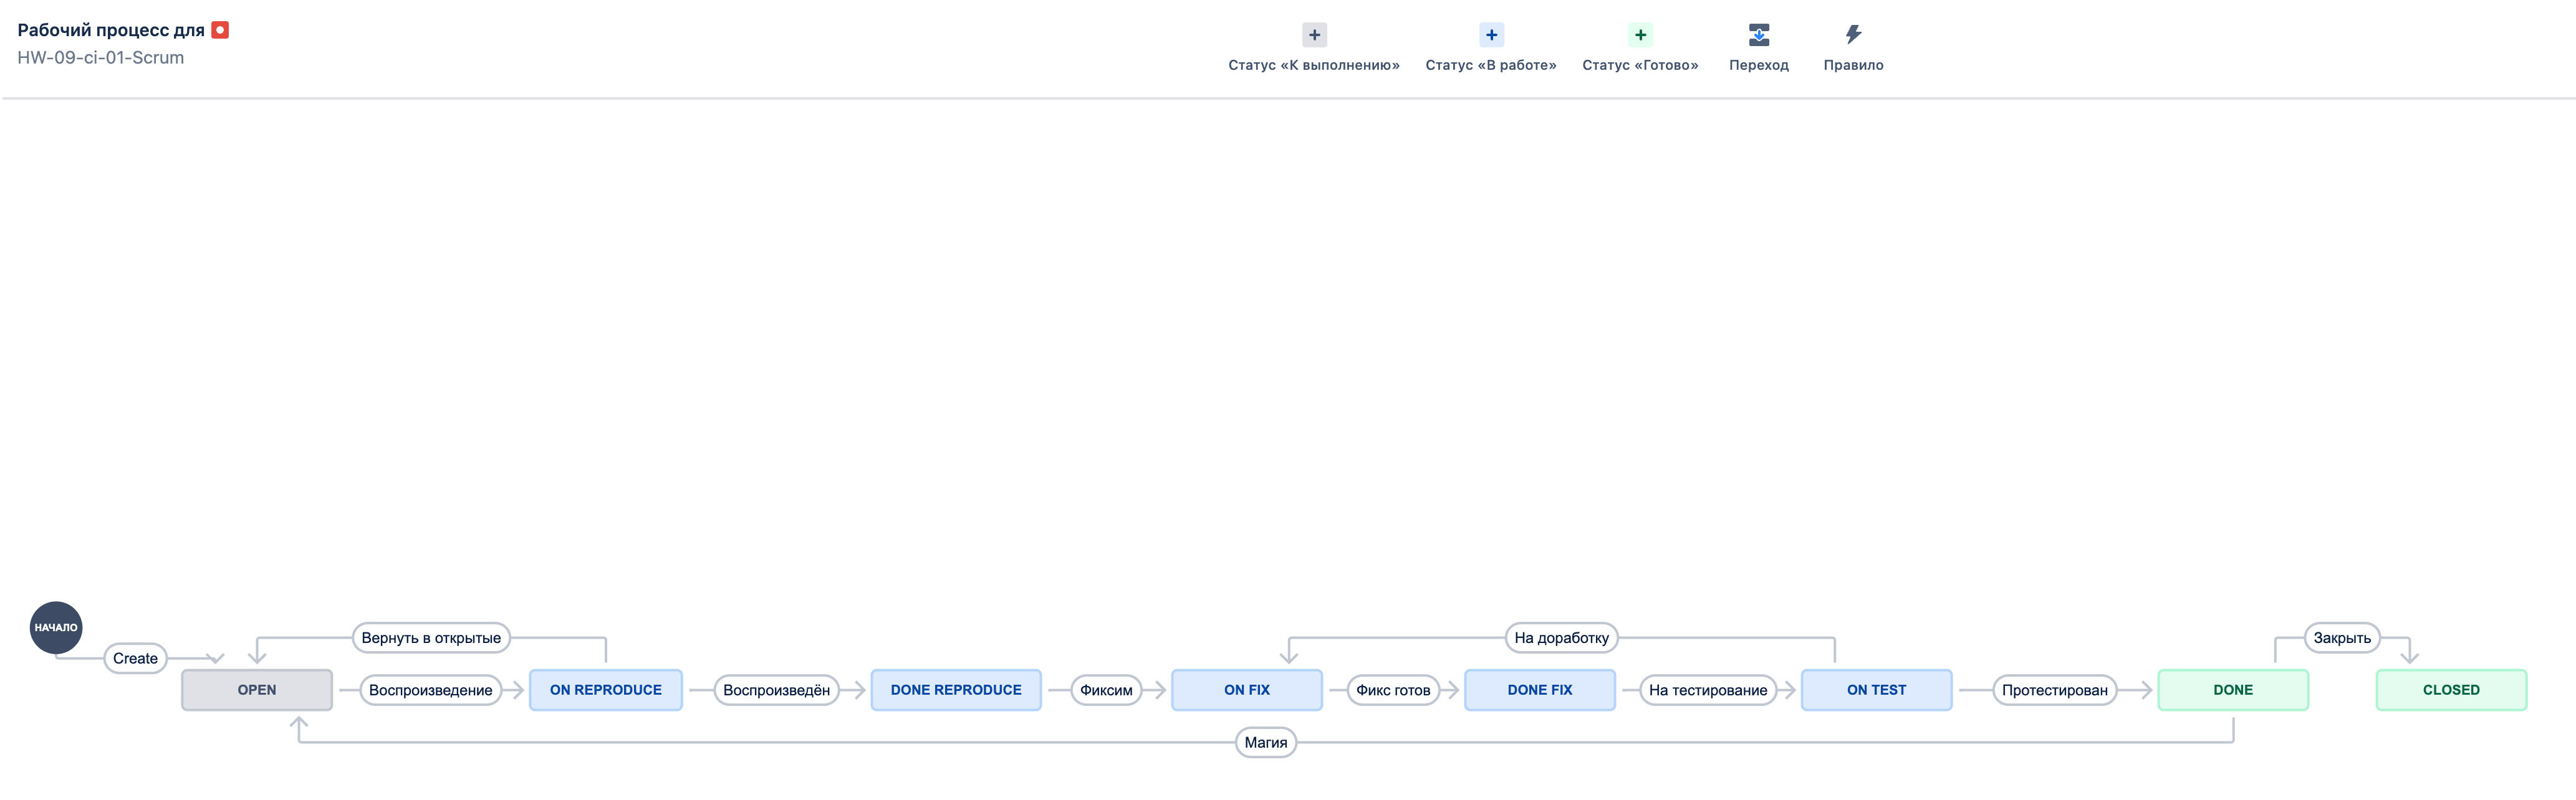 Рабочий процесс для
HW-09-ci-01-Scrum
Статус «К выполнению»
Статус «В работе»
Статус «Готово»
Переход
Правило
НАЧАЛО
Create
Вернуть в открытые
На доработку
Закрыть
OPEN
Воспроизведение
ON REPRODUCE
Воспроизведён
DONE REPRODUCE
Фиксим
ON FIX
Фикс готов
DONE FIX
На тестирование
ON TEST
Протестирован
DONE
CLOSED
Магия